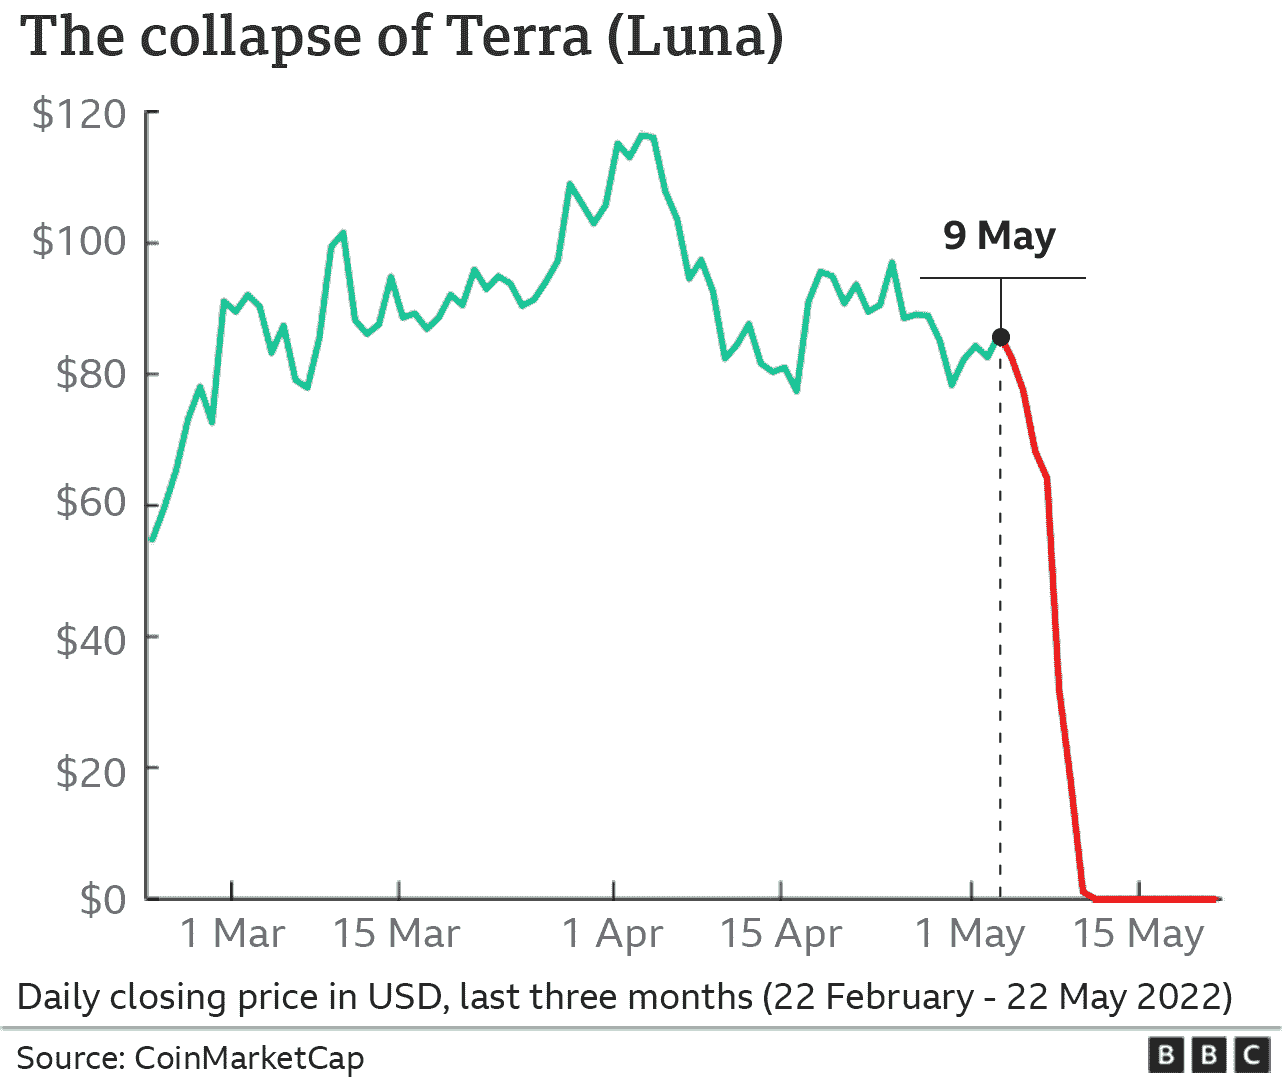 The collapse of Terra (Luna)
$120
$100
$80
$60
$40
$20
$0
9 May
1 Mar 15 Mar 1 Apr 15 Apr 1 May 15 May
Daily closing price in USD, last three months (22 February - 22 May 2022)
Source: CoinMarketCap
BBC